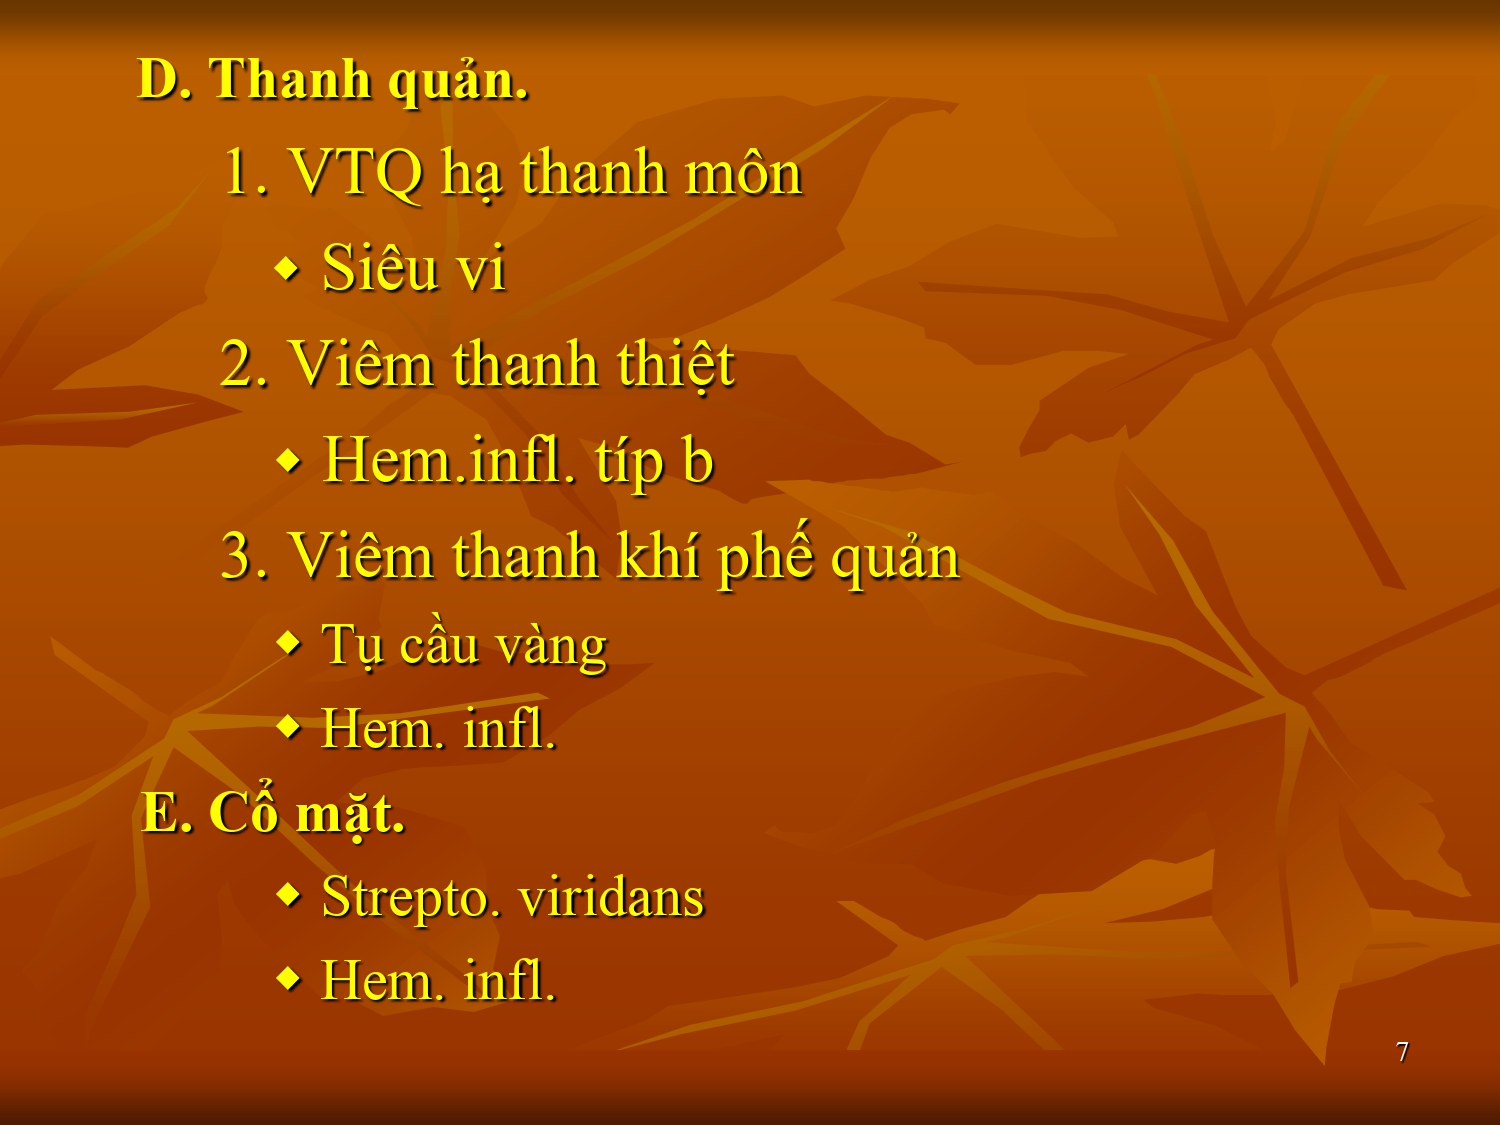 D. Thanh quản.
1. VTQ hạ thanh môn
◆ Siêu vi
2. Viêm thanh thiệt
◆ Hem.infl. típ b
3. Viêm thanh khí phế quản
◆ Tụ cầu vàng
◆ Hem. infl.
E. Cổ mặt.
◆ Strepto. viridans
◆ Hem. infl.
7